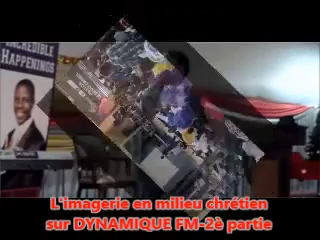 INCREDIBLE
HAPPENINGS
L'imagerie en milieu chrétien
sur DYNAMIQUE FM-2è partie